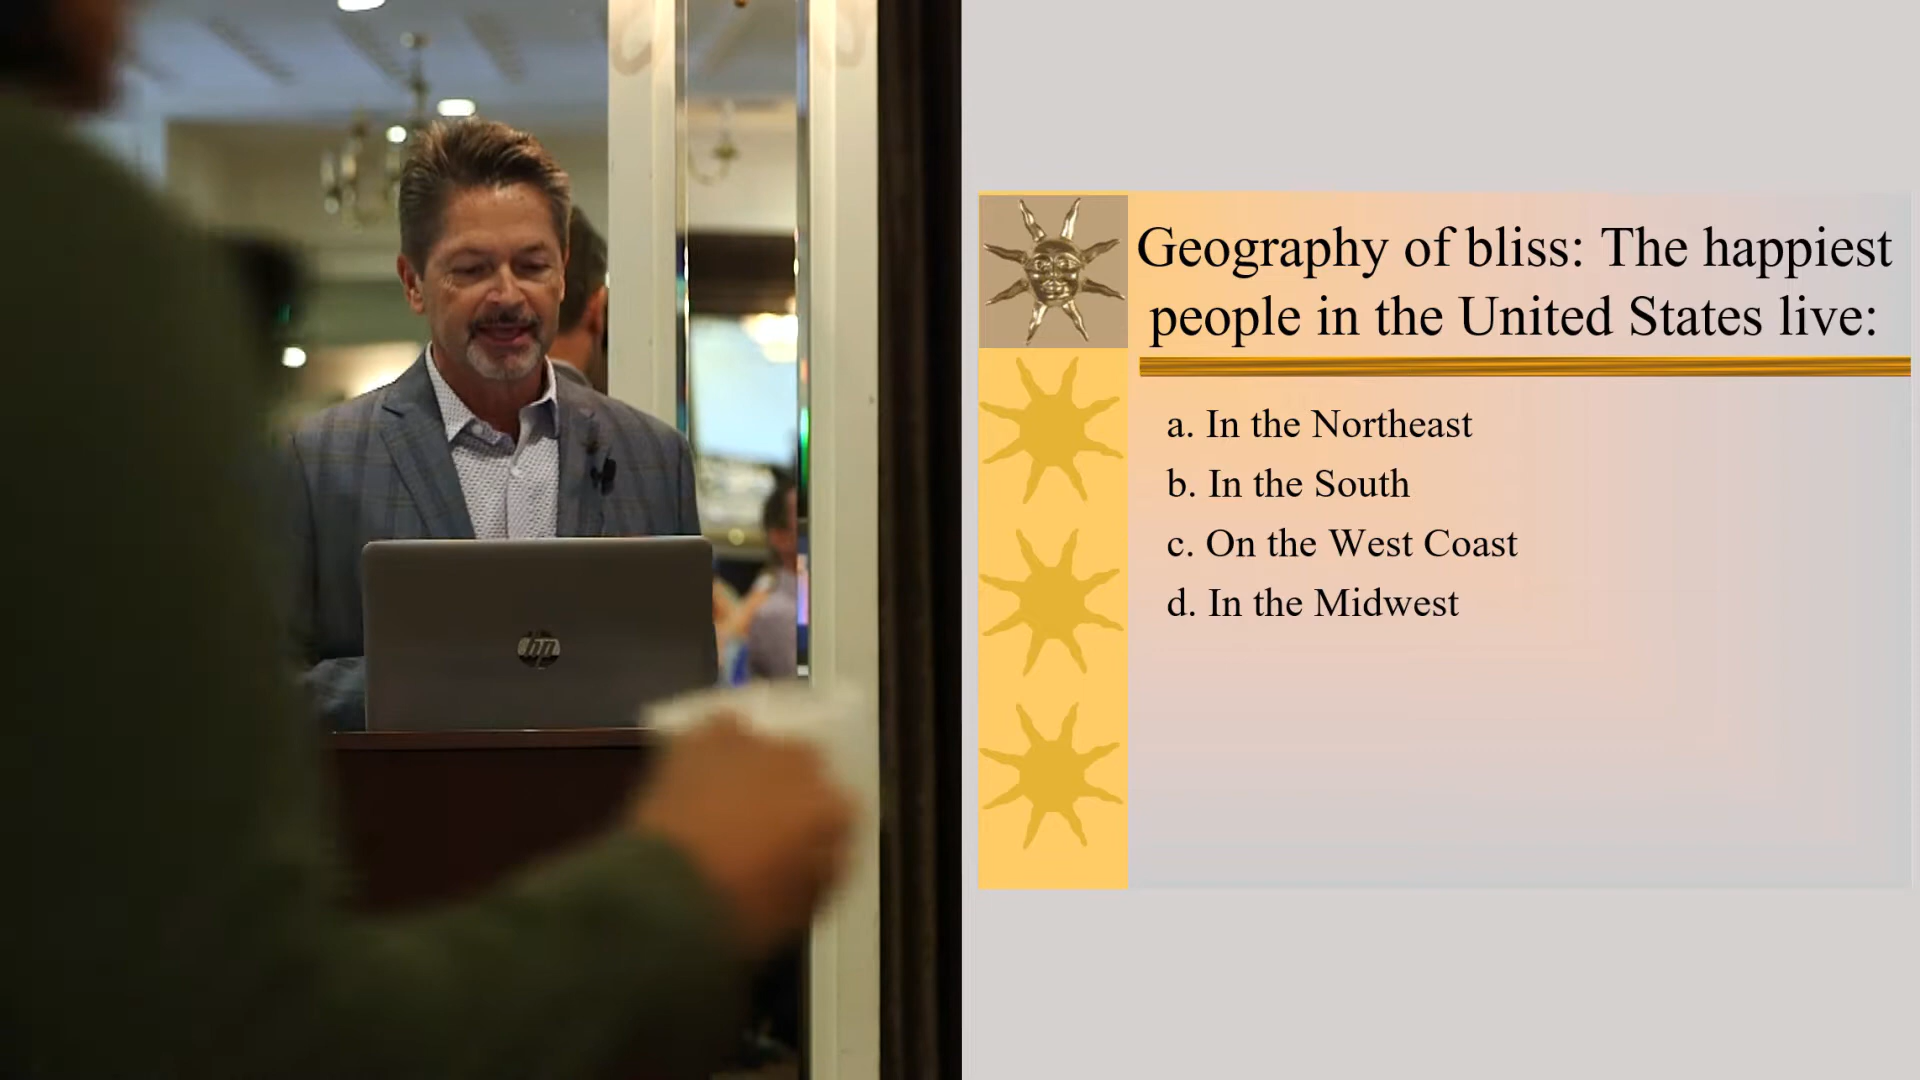 hp
Geography of bliss: The happiest
people in the United States live:
a. In the Northeast
b. In the South
c. On the West Coast
d. In the Midwest